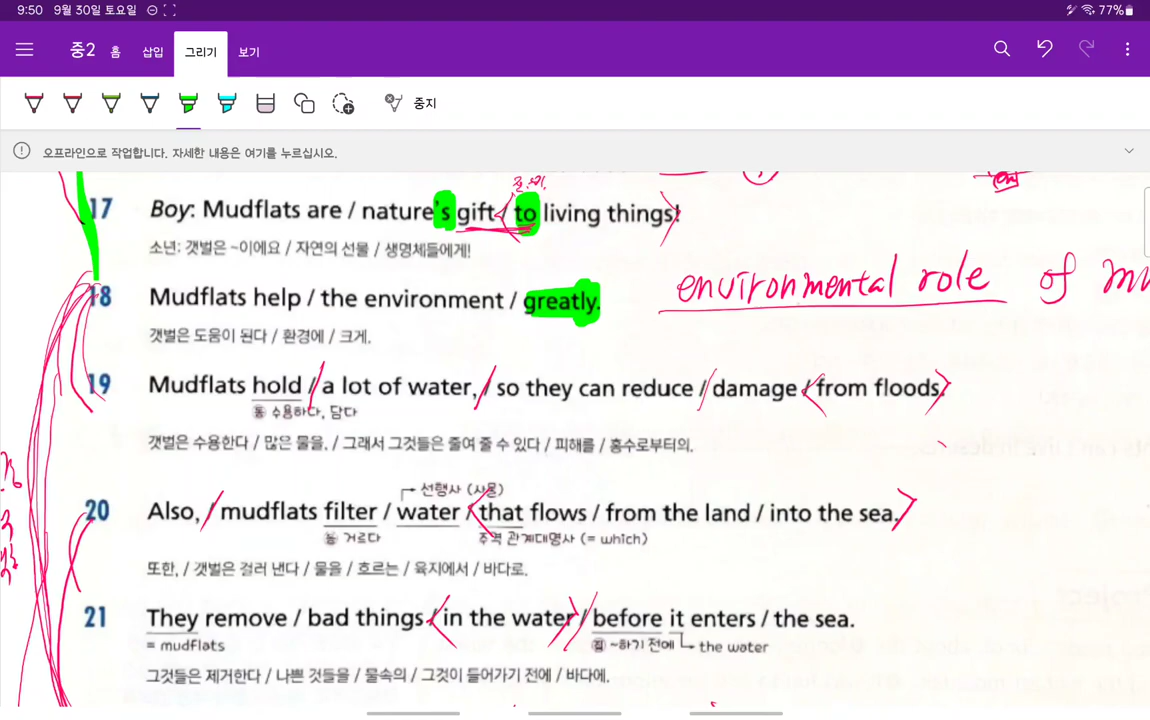 9:50 9월 30일 토요일 77%
중2 홈 삽입 그리기 보기
중지
오프라인으로 작업합니다. 자세한 내용은 여기를 누르십시오.
17 Boy: Mudflats are / nature's gift / to living things!
소년: 갯벌은 ~이에요 / 자연의 선물 / 생명체들에게!
environmental role of
18 Mudflats help / the environment / greatly.
갯벌은 도움이 된다 / 환경에 / 크게.
19 Mudflats hold / a lot of water, / so they can reduce / damage / from floods.
동 수용하다, 담다
갯벌은 수용한다 / 많은 물을, / 그래서 그것들은 줄여 줄 수 있다 / 피해를 / 홍수로부터의.
선행사 (사물)
20 Also, / mudflats filter / water / that flows / from the land / into the sea.
동 거르다 주격 관계대명사 (= which)
또한, / 갯벌은 걸러 낸다 / 물을 / 흐르는 / 육지에서 / 바다로.
21 They remove / bad things / in the water / before it enters / the sea.
= mudflats 접 ~하기 전에 the water
그것들은 제거한다 / 나쁜 것들을 / 물속의 / 그것이 들어가기 전에 / 바다에.